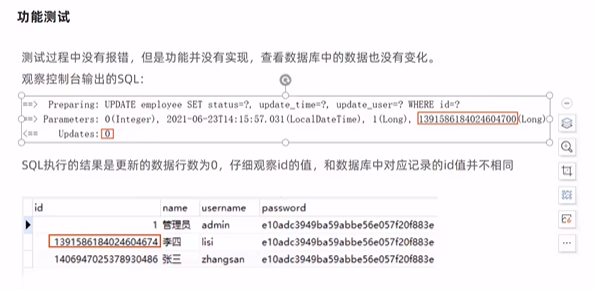 功能测试
测试过程中没有报错，但是功能并没有实现，查看数据库中的数据也没有变化。
观察控制台输出的SQL：
==> Preparing: UPDATE employee SET status=?, update_time=?, update_user=? WHERE id=?
==> Parameters: 0(Integer), 2021-06-23T14:15:57.031(LocalDateTime), 1(Long), 1391586184024604700(Long)
<== Updates: 0
SQL执行的结果是更新的数据行数为0，仔细观察id的值，和数据库中对应记录的id值并不相同
id name username password
1 管理员 admin e10adc3949ba59abbe56e057f20f883e
1391586184024604674 李四 lisi e10adc3949ba59abbe56e057f20f883e
1406947025378930486 张三 zhangsan e10adc3949ba59abbe56e057f20f883e